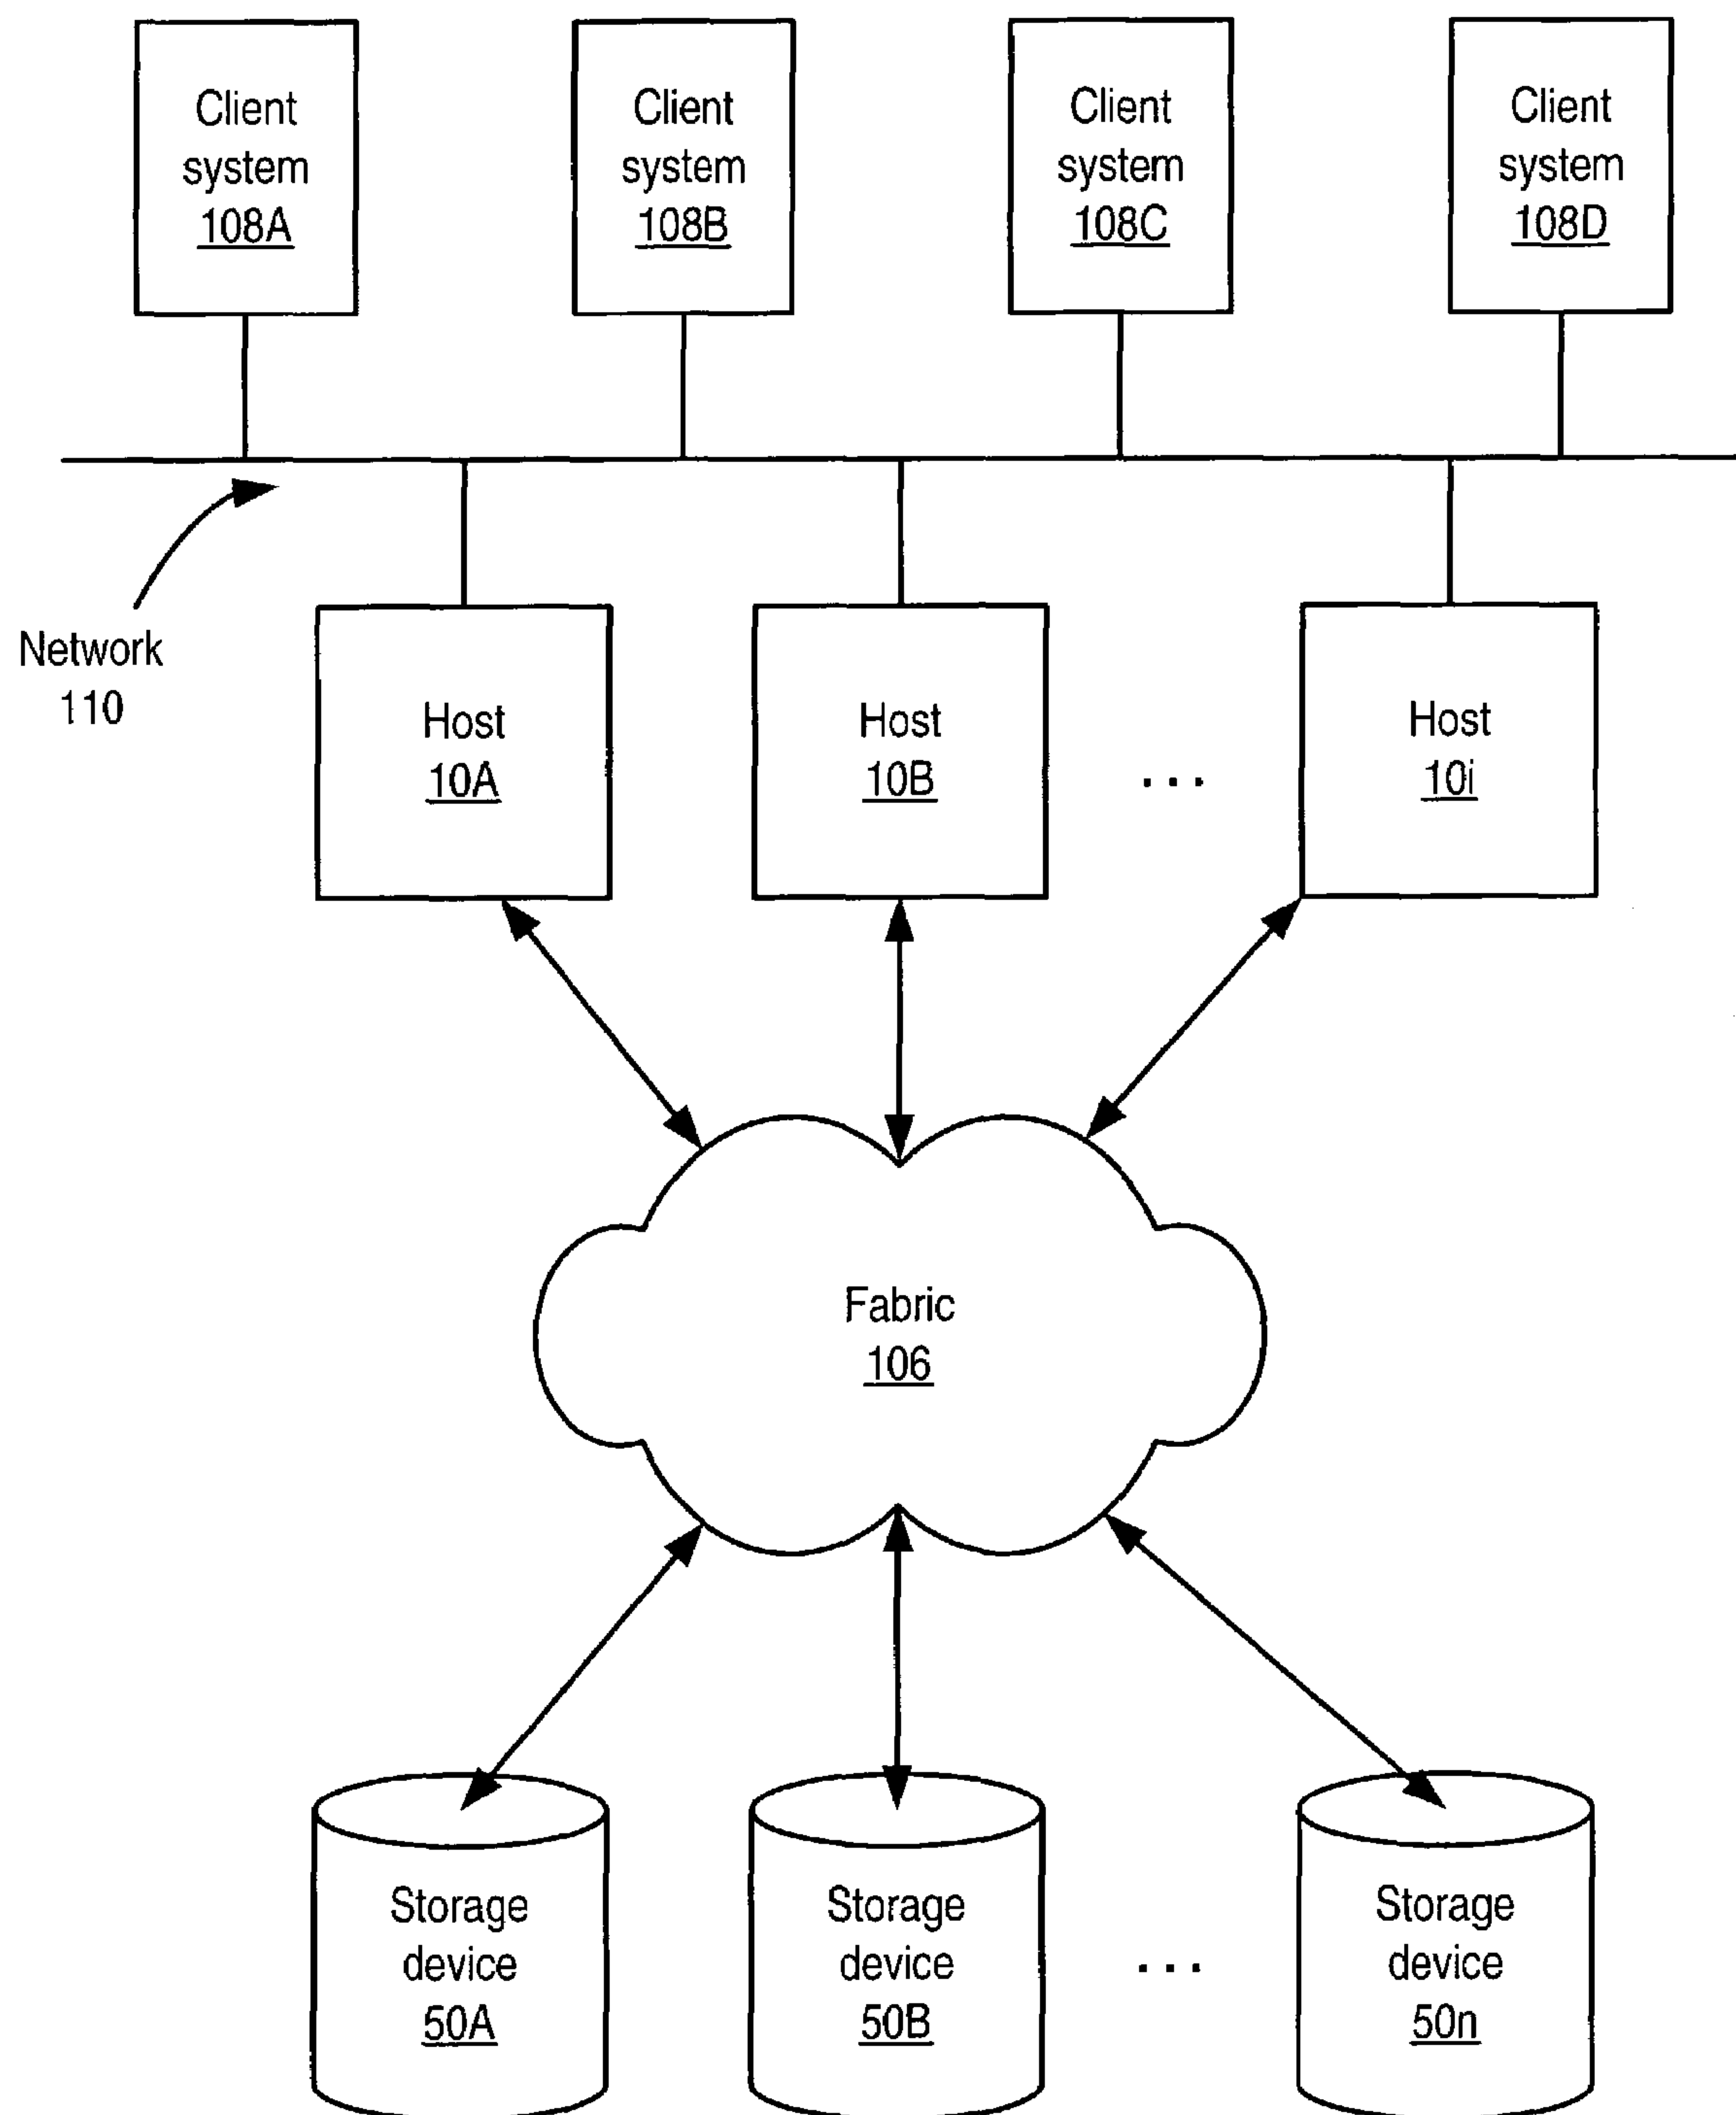 Client
system
108A
Client
system
108B
Client
system
108C
Client
system
108D
Network
110
Host
10A
Host
10B
...
Host
10i
Fabric
106
Storage
device
50A
Storage
device
50B
...
Storage
device
50n